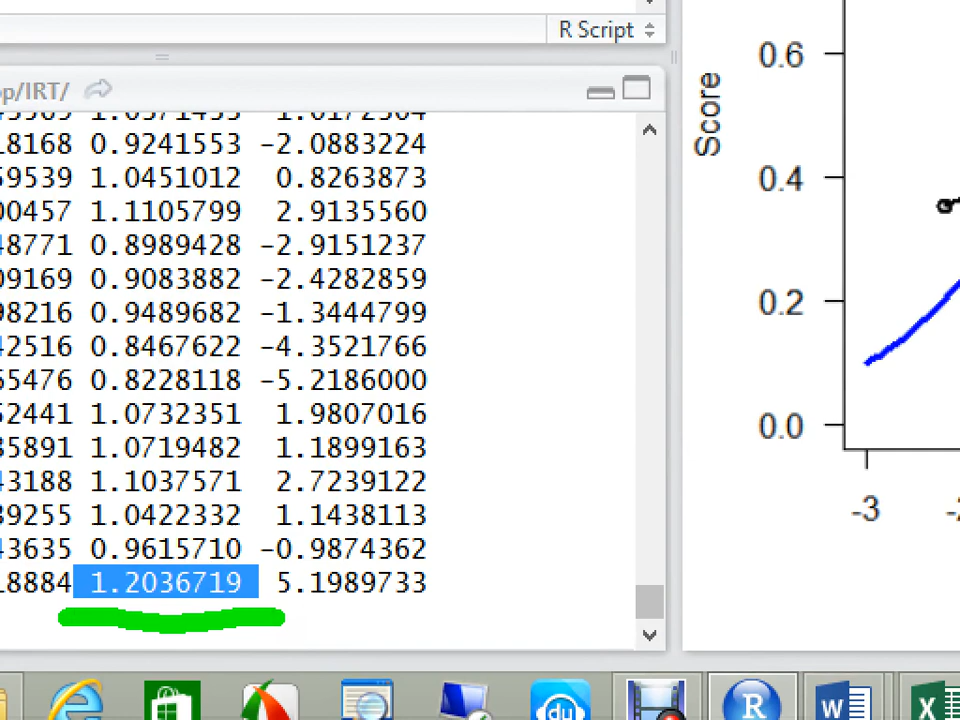 R Script
p/IRT/
18168 0.9241553 -2.0883224
59539 1.0451012 0.8263873
00457 1.1105799 2.9135560
48771 0.8989428 -2.9151237
09169 0.9083882 -2.4282859
98216 0.9489682 -1.3444799
42516 0.8467622 -4.3521766
55476 0.8228118 -5.2186000
52441 1.0732351 1.9807016
35891 1.0719482 1.1899163
43188 1.1037571 2.7239122
39255 1.0422332 1.1438113
43635 0.9615710 -0.9874362
18884 1.2036719 5.1989733
Score
0.6
0.4
0.2
0.0
-3
-2
du
R
W
X